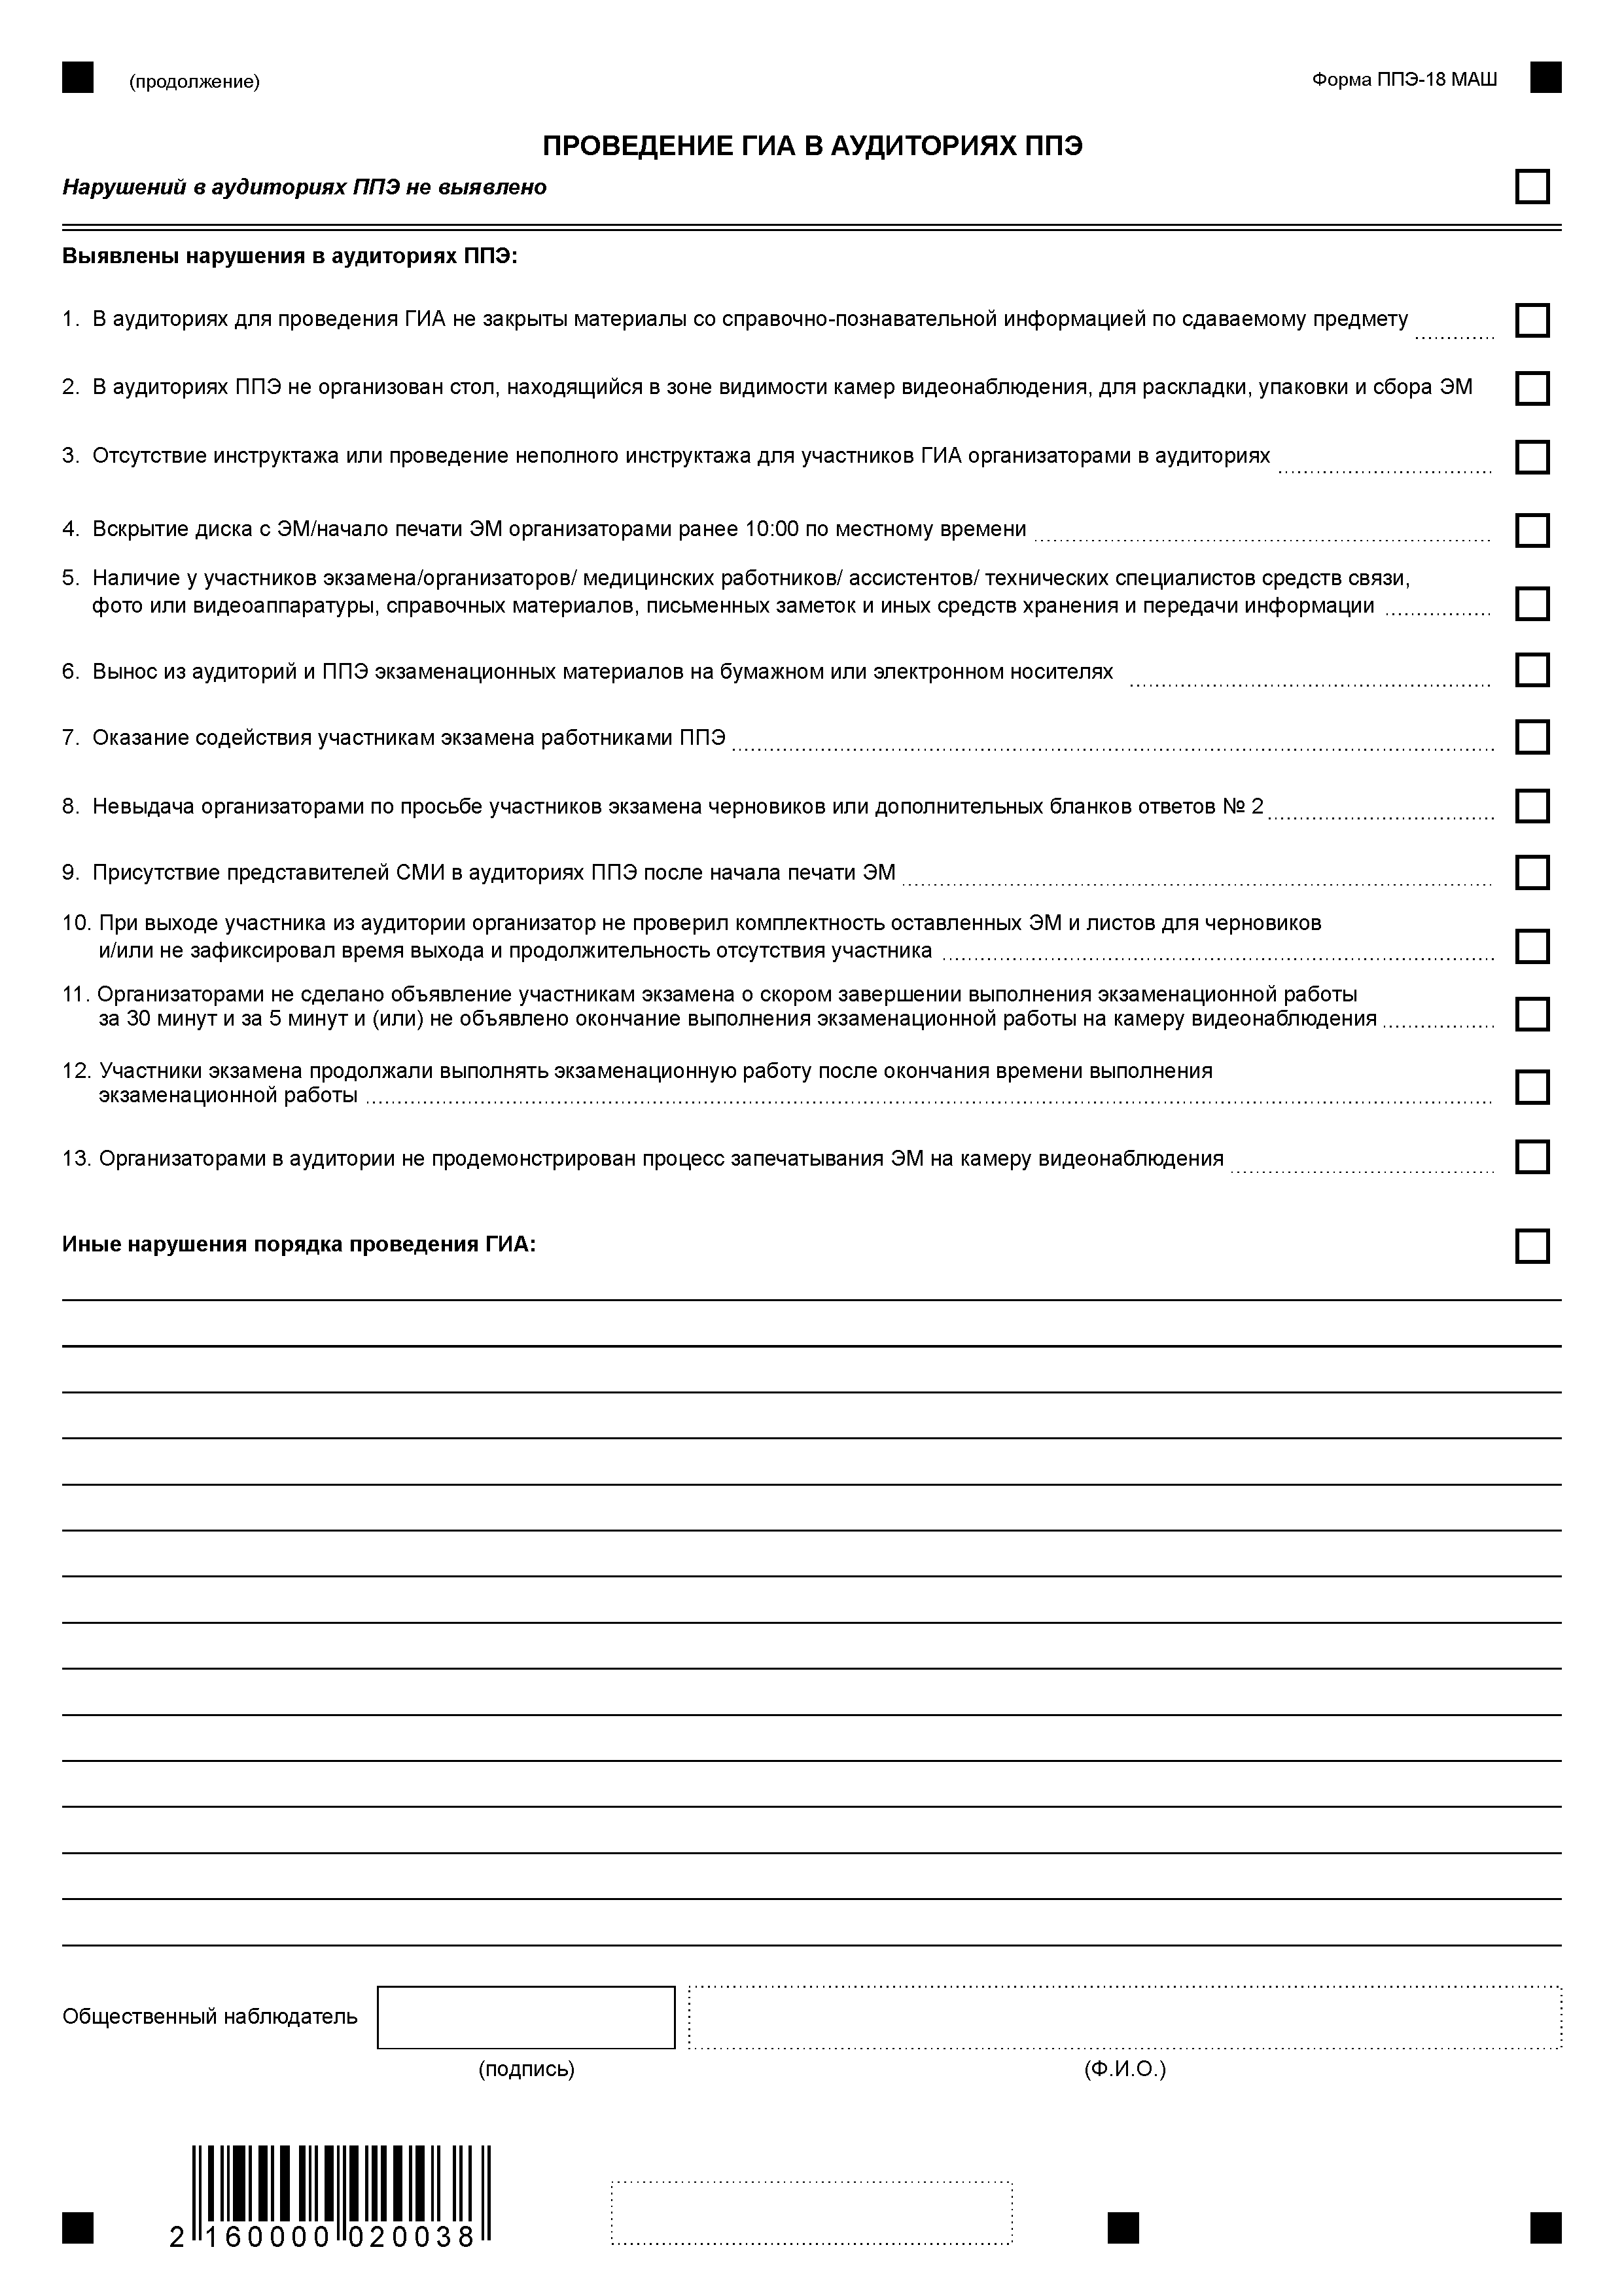 (продолжение)
Форма ППЭ-18 МАШ
ПРОВЕДЕНИЕ ГИА В АУДИТОРИЯХ ППЭ
Нарушений в аудиториях ППЭ не выявлено
Выявлены нарушения в аудиториях ППЭ:
1. В аудиториях для проведения ГИА не закрыты материалы со справочно-познавательной информацией по сдаваемому предмету
2. В аудиториях ППЭ не организован стол, находящийся в зоне видимости камер видеонаблюдения, для раскладки, упаковки и сбора ЭМ
3. Отсутствие инструктажа или проведение неполного инструктажа для участников ГИА организаторами в аудиториях
4. Вскрытие диска с ЭМ/начало печати ЭМ организаторами ранее 10:00 по местному времени
5. Наличие у участников экзамена/организаторов/ медицинских работников/ ассистентов/ технических специалистов средств связи,
фото или видеоаппаратуры, справочных материалов, письменных заметок и иных средств хранения и передачи информации
6. Вынос из аудиторий и ППЭ экзаменационных материалов на бумажном или электронном носителях
7. Оказание содействия участникам экзамена работниками ППЭ
8. Невыдача организаторами по просьбе участников экзамена черновиков или дополнительных бланков ответов № 2
9. Присутствие представителей СМИ в аудиториях ППЭ после начала печати ЭМ
10. При выходе участника из аудитории организатор не проверил комплектность оставленных ЭМ и листов для черновиков
и/или не зафиксировал время выхода и продолжительность отсутствия участника
11. Организаторами не сделано объявление участникам экзамена о скором завершении выполнения экзаменационной работы
за 30 минут и за 5 минут и (или) не объявлено окончание выполнения экзаменационной работы на камеру видеонаблюдения
12. Участники экзамена продолжали выполнять экзаменационную работу после окончания времени выполнения
экзаменационной работы
13. Организаторами в аудитории не продемонстрирован процесс запечатывания ЭМ на камеру видеонаблюдения
Иные нарушения порядка проведения ГИА:
Общественный наблюдатель
(подпись)
(Ф.И.О.)
2 160000 020038